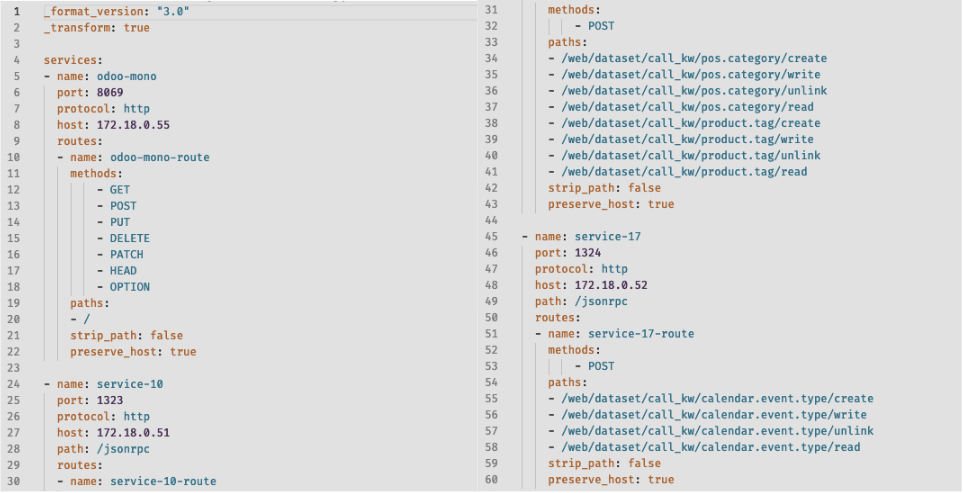 1 _format_version: "3.0"
2 _transform: true
3
4 services:
5 - name: odoo-mono
6 port: 8069
7 protocol: http
8 host: 172.18.0.55
9 routes:
10 - name: odoo-mono-route
11 methods:
12 - GET
13 - POST
14 - PUT
15 - DELETE
16 - PATCH
17 - HEAD
18 - OPTION
19 paths:
20 - /
21 strip_path: false
22 preserve_host: true
23
24 - name: service-10
25 port: 1323
26 protocol: http
27 host: 172.18.0.51
28 path: /jsonrpc
29 routes:
30 - name: service-10-route
31 methods:
32 - POST
33 paths:
34 - /web/dataset/call_kw/pos.category/create
35 - /web/dataset/call_kw/pos.category/write
36 - /web/dataset/call_kw/pos.category/unlink
37 - /web/dataset/call_kw/pos.category/read
38 - /web/dataset/call_kw/product.tag/create
39 - /web/dataset/call_kw/product.tag/write
40 - /web/dataset/call_kw/product.tag/unlink
41 - /web/dataset/call_kw/product.tag/read
42 strip_path: false
43 preserve_host: true
44
45 - name: service-17
46 port: 1324
47 protocol: http
48 host: 172.18.0.52
49 path: /jsonrpc
50 routes:
51 - name: service-17-route
52 methods:
53 - POST
54 paths:
55 - /web/dataset/call_kw/calendar.event.type/create
56 - /web/dataset/call_kw/calendar.event.type/write
57 - /web/dataset/call_kw/calendar.event.type/unlink
58 - /web/dataset/call_kw/calendar.event.type/read
59 strip_path: false
60 preserve_host: true